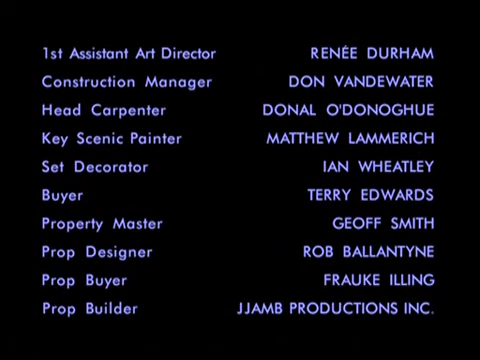 1st Assistant Art Director RENÉE DURHAM
Construction Manager DON VANDEWATER
Head Carpenter DONAL O'DONOGHUE
Key Scenic Painter MATTHEW LAMMERICH
Set Decorator IAN WHEATLEY
Buyer TERRY EDWARDS
Property Master GEOFF SMITH
Prop Designer ROB BALLANTYNE
Prop Buyer FRAUKE ILLING
Prop Builder JJAMB PRODUCTIONS INC.